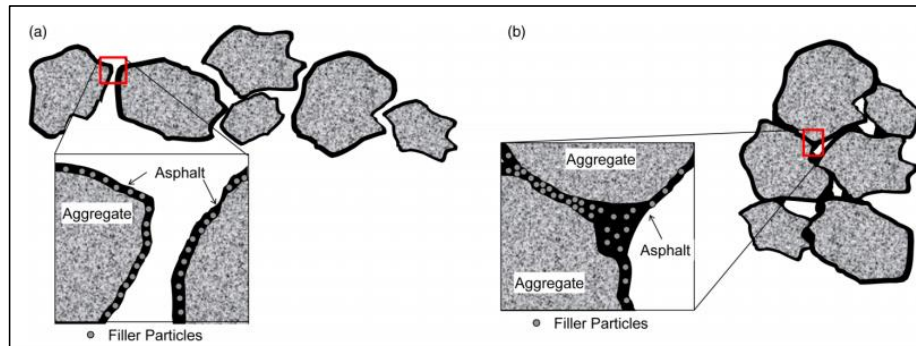 (a)
Asphalt
Aggregate
Filler Particles
(b)
Aggregate
Asphalt
Aggregate
Filler Particles